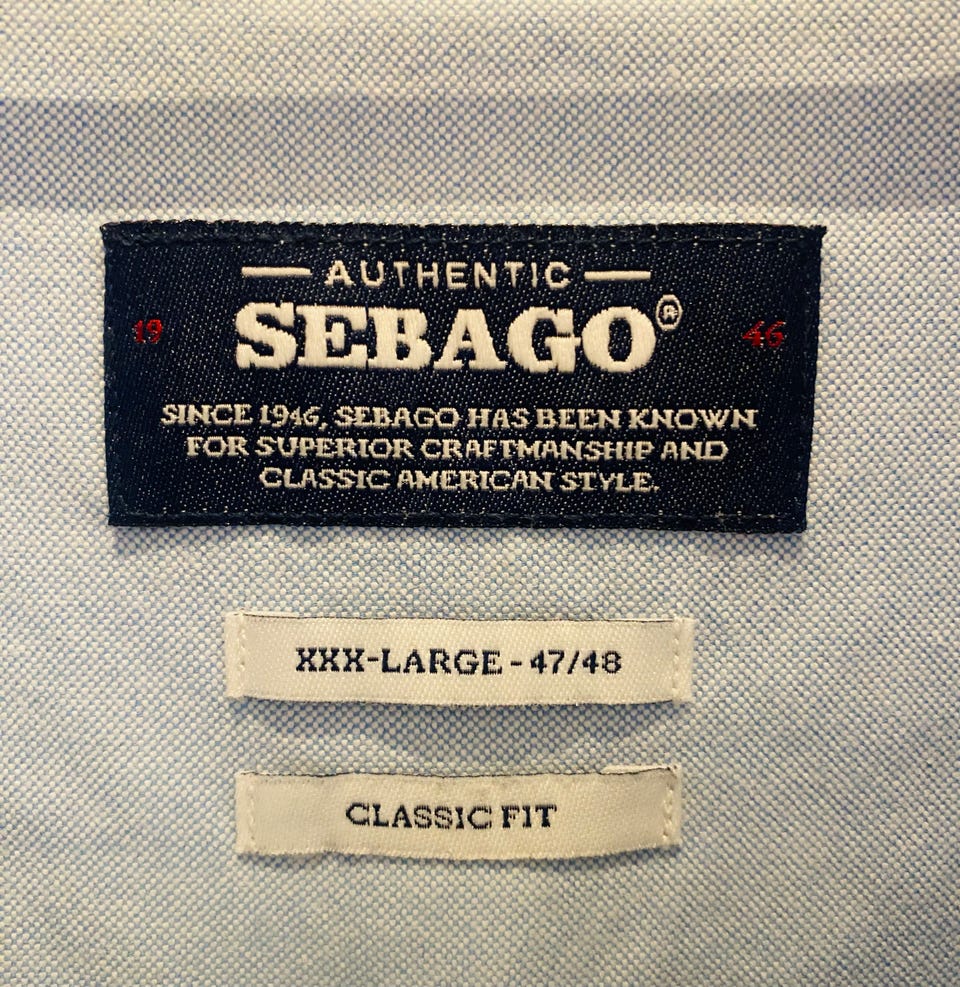 AUTHENTIC
19 SEBAGO® 46
SINCE 1946, SEBAGO HAS BEEN KNOWN
FOR SUPERIOR CRAFTMANSHIP AND
CLASSIC AMERICAN STYLE.
XXX-LARGE - 47/48
CLASSIC FIT